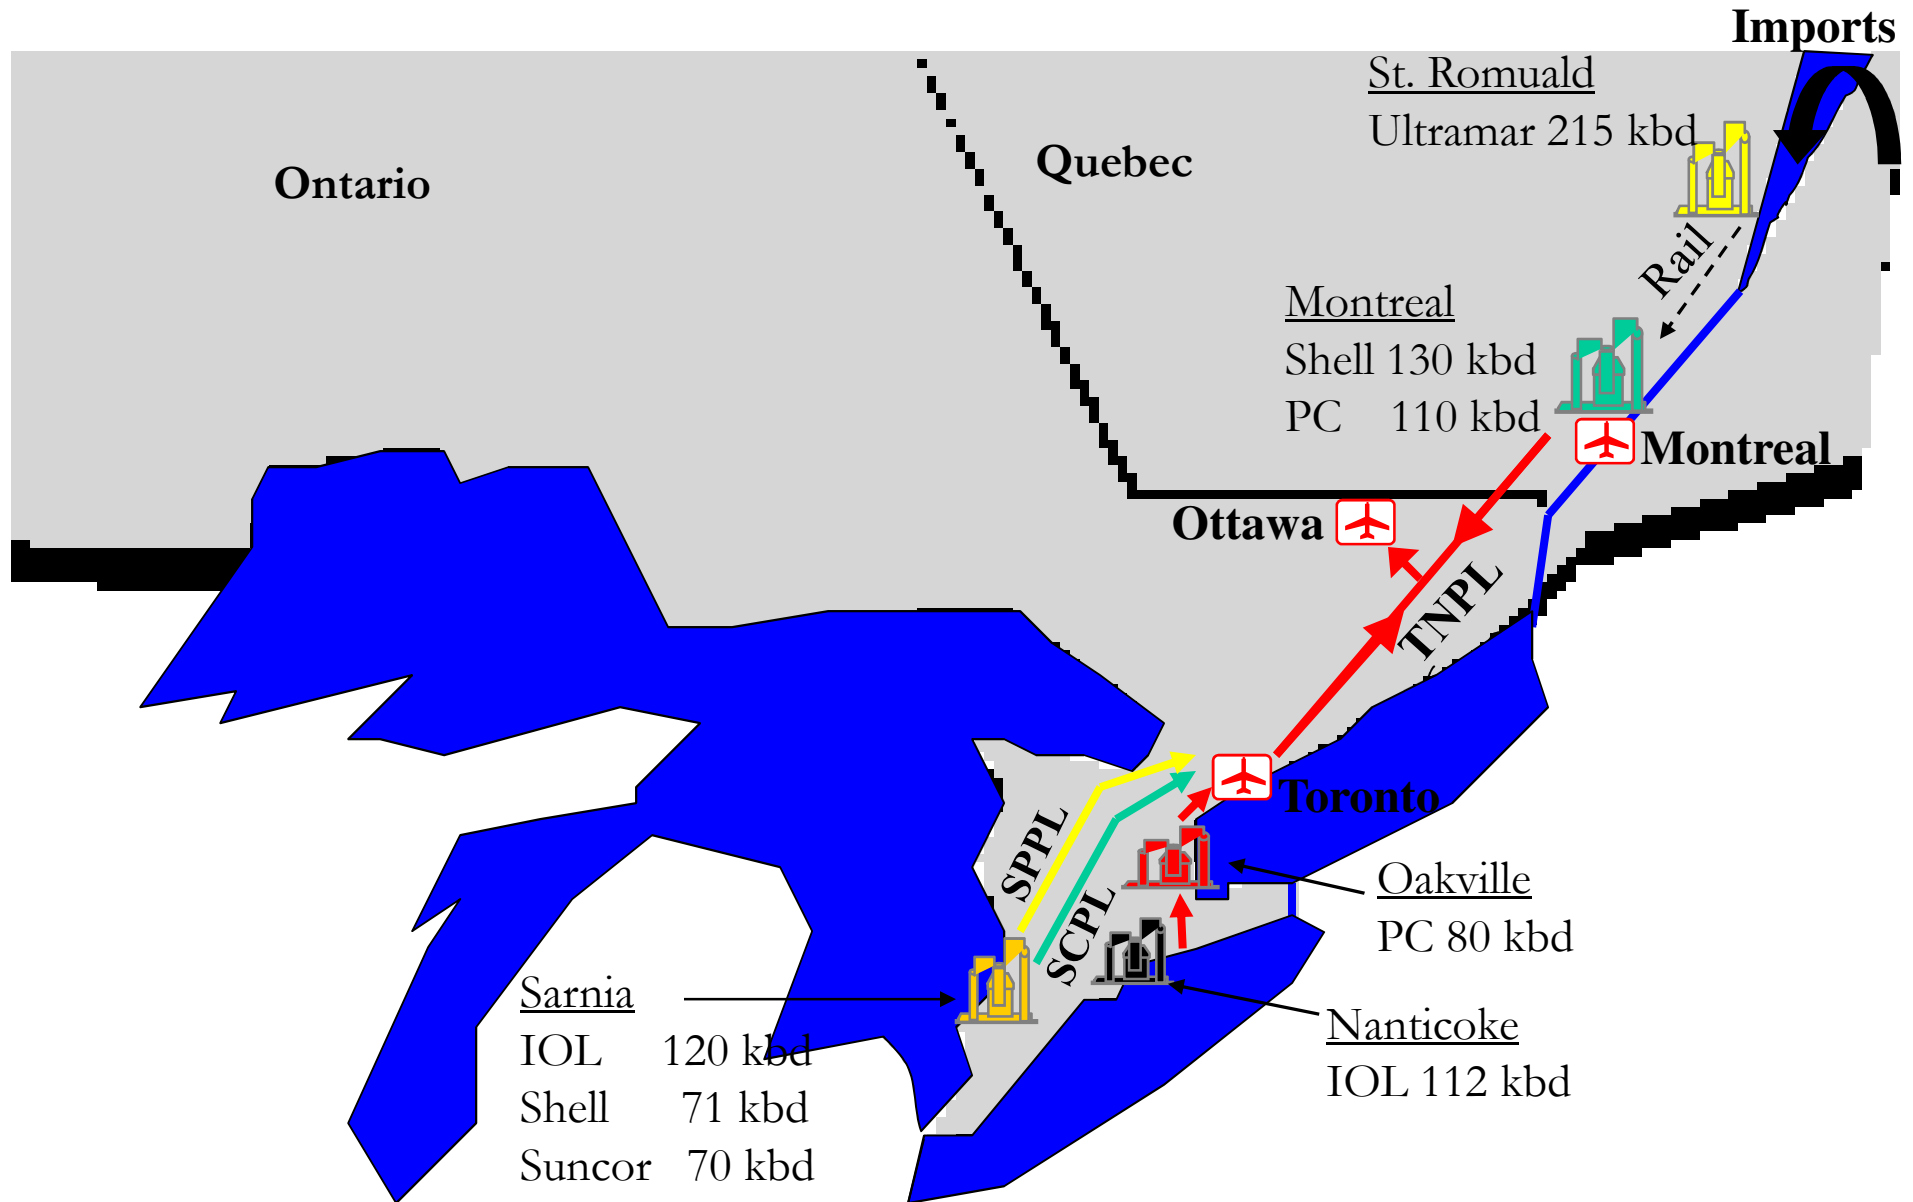 Imports
St. Romuald
Ultramar 215 kbd
Quebec
Ontario
Rail
Montreal
Shell 130 kbd
PC 110 kbd
Montreal
Ottawa
TNPL
Toronto
SPPL
SCPL
Oakville
PC 80 kbd
Sarnia
IOL 120 kbd
Shell 71 kbd
Suncor 70 kbd
Nanticoke
IOL 112 kbd